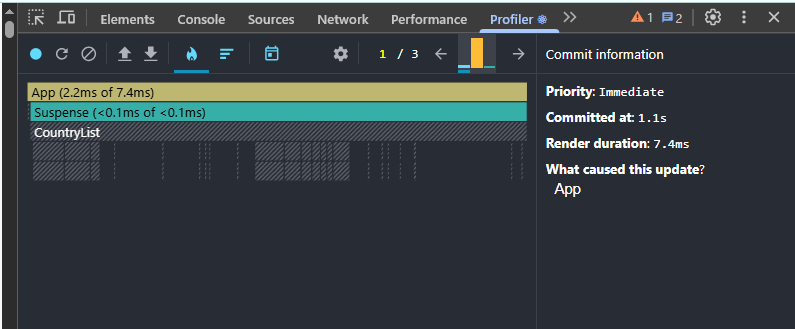 Elements Console Sources Network Performance Profiler 1 2
1 / 3 Commit information
App (2.2ms of 7.4ms)
Suspense (<0.1ms of <0.1ms)
CountryList
Priority: Immediate
Committed at: 1.1s
Render duration: 7.4ms
What caused this update?
App